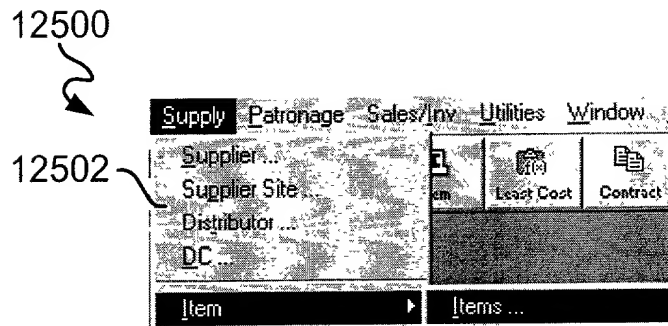 12500
Supply Patronage Sales/Inv Utilities Window
12502
Supplier ...
Supplier Site ...
Distributor ...
DC ...
Least Cost Contract
Item Items ...